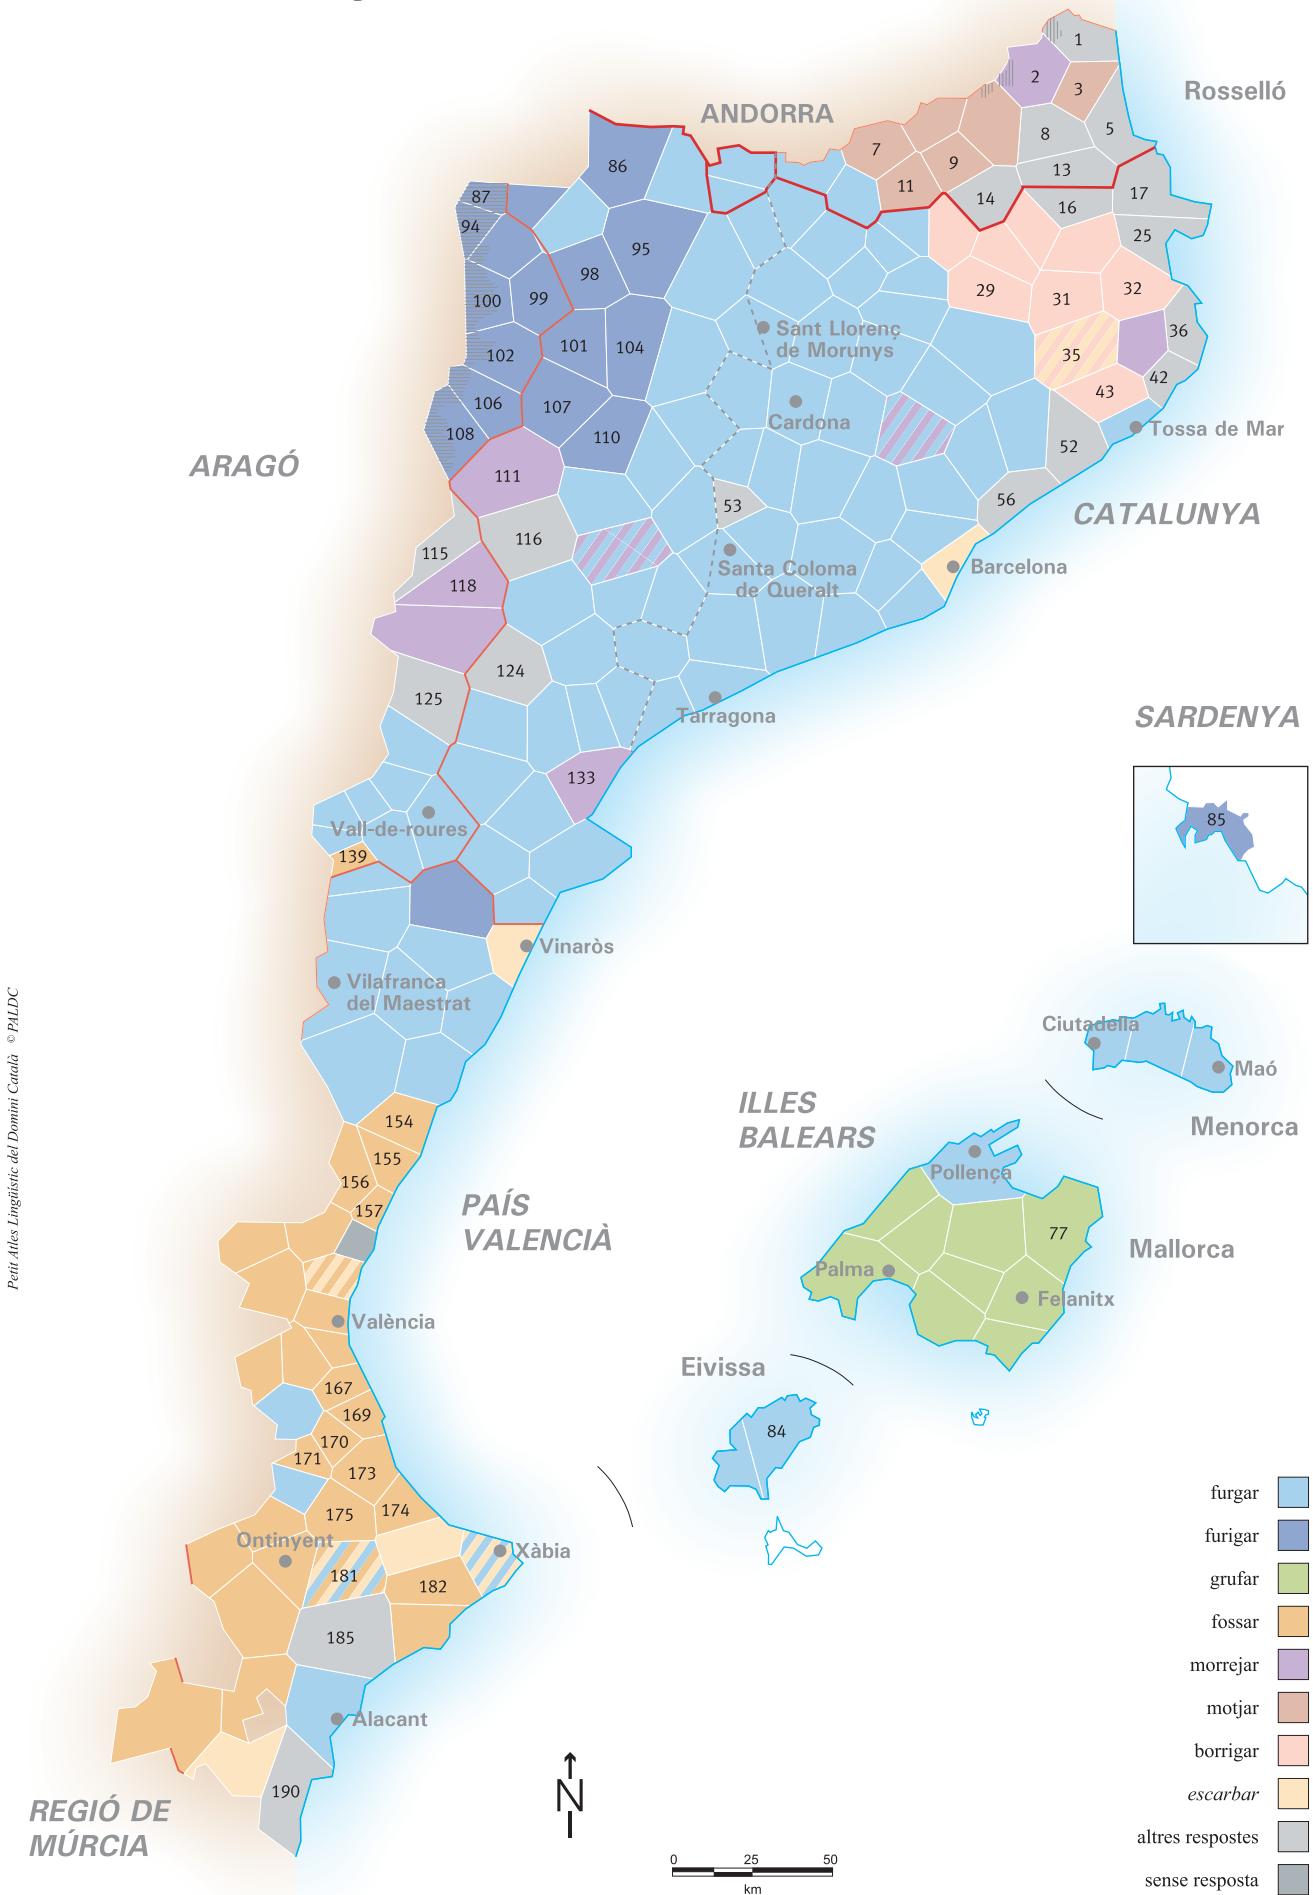 1
2
Rosselló
3
ANDORRA
5
8
7
9
86
13
11
17
87
14
16
94
25
95
98
32
99
29
31
100
Sant Llorenç
de Morunys
36
101
104
102
35
42
43
106
107
Cardona
Tossa de Mar
108
110
52
ARAGÓ
111
56
53
CATALUNYA
116
115
Santa Coloma
de Queralt
Barcelona
118
124
125
Tarragona
SARDENYA
133
85
Vall-de-roures
139
Vinaròs
Vilafranca
del Maestrat
Petit Atles Lingüístic del Domini Català © PALDC
Ciutadella
Maó
ILLES
BALEARS
Menorca
154
155
Pollença
156
157
PAÍS
VALENCIÀ
77
Mallorca
Palma
Felanitx
València
Eivissa
167
169
84
170
171
173
furgar
174
175
furigar
Ontinyent
Xàbia
181
182
grufar
fossar
185
morrejar
motjar
Alacant
borrigar
190
escarbar
REGIÓ DE
MÚRCIA
N
altres respostes
0 25 50
km
sense resposta